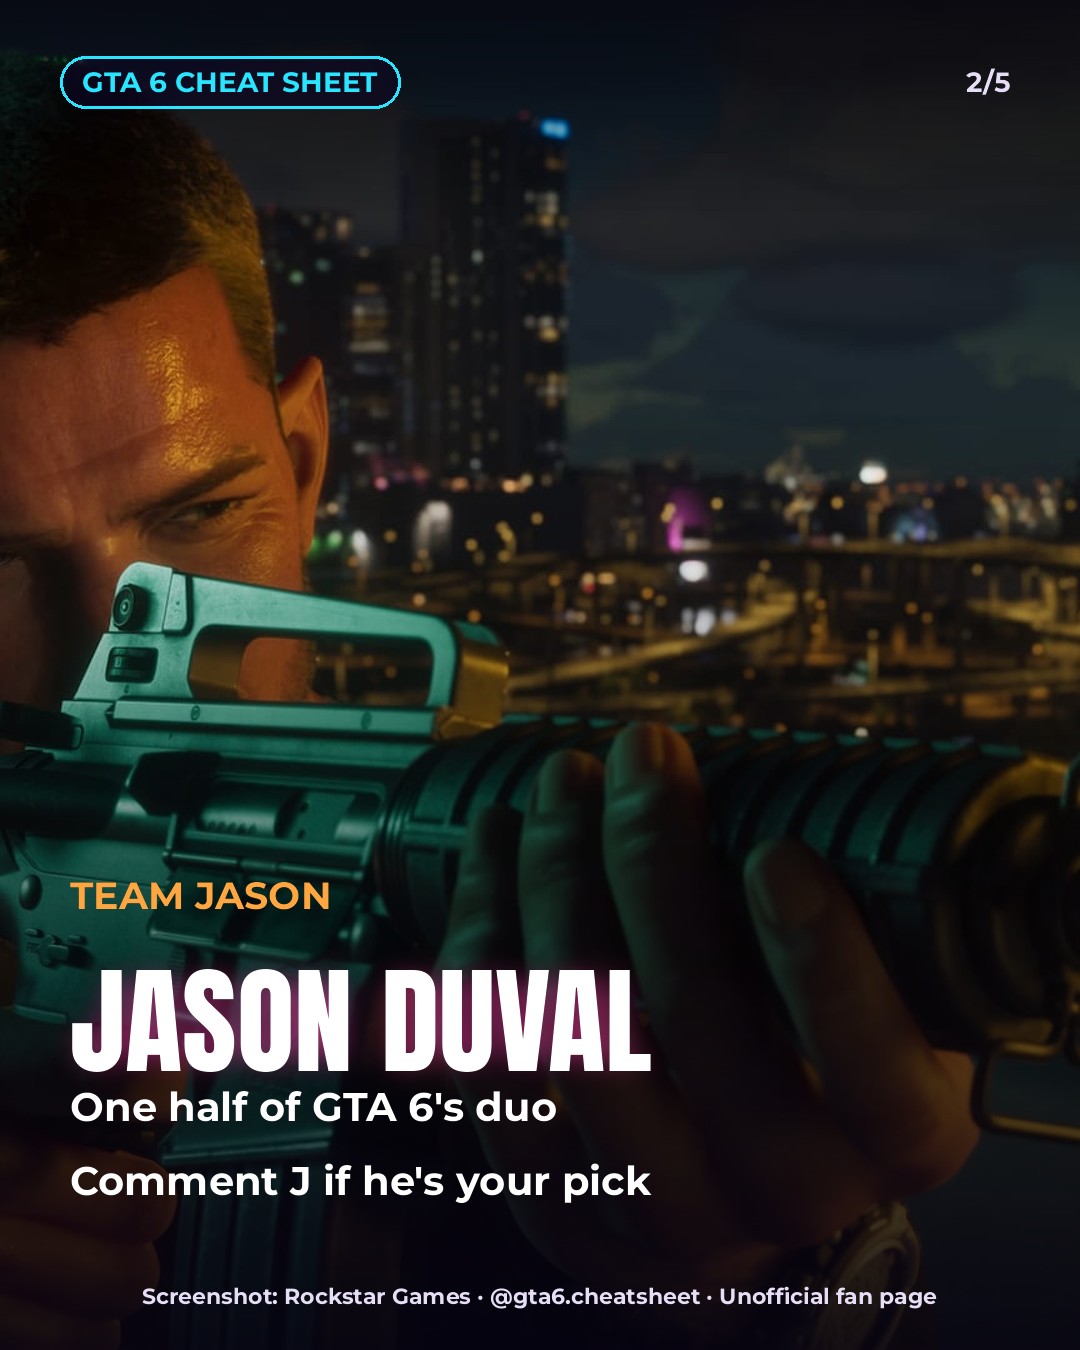 GTA 6 CHEAT SHEET
2/5
TEAM JASON
JASON DUVAL
One half of GTA 6's duo
Comment J if he's your pick
Screenshot: Rockstar Games · @gta6.cheatsheet · Unofficial fan page